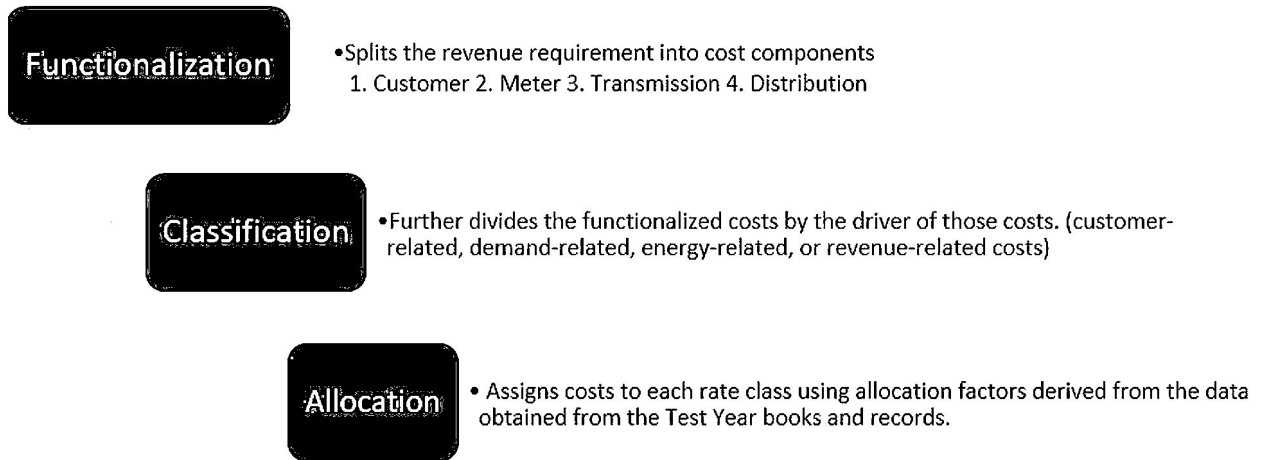 Functionalization
•Splits the revenue requirement into cost components
1. Customer 2. Meter 3. Transmission 4. Distribution
Classification
•Further divides the functionalized costs by the driver of those costs. (customer-
related, demand-related, energy-related, or revenue-related costs)
Allocation
• Assigns costs to each rate class using allocation factors derived from the data
obtained from the Test Year books and records.